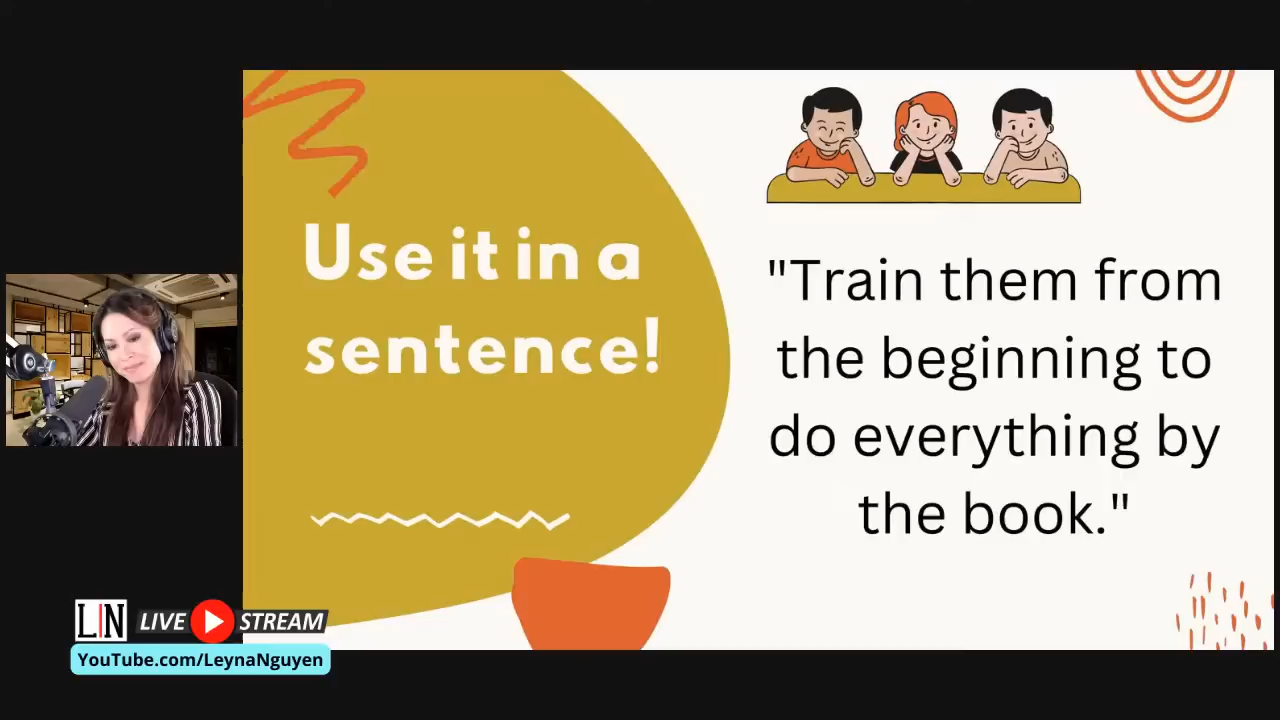 Use it in a
sentence!
"Train them from
the beginning to
do everything by
the book."
LIN LIVE STREAM
YouTube.com/LeynaNguyen